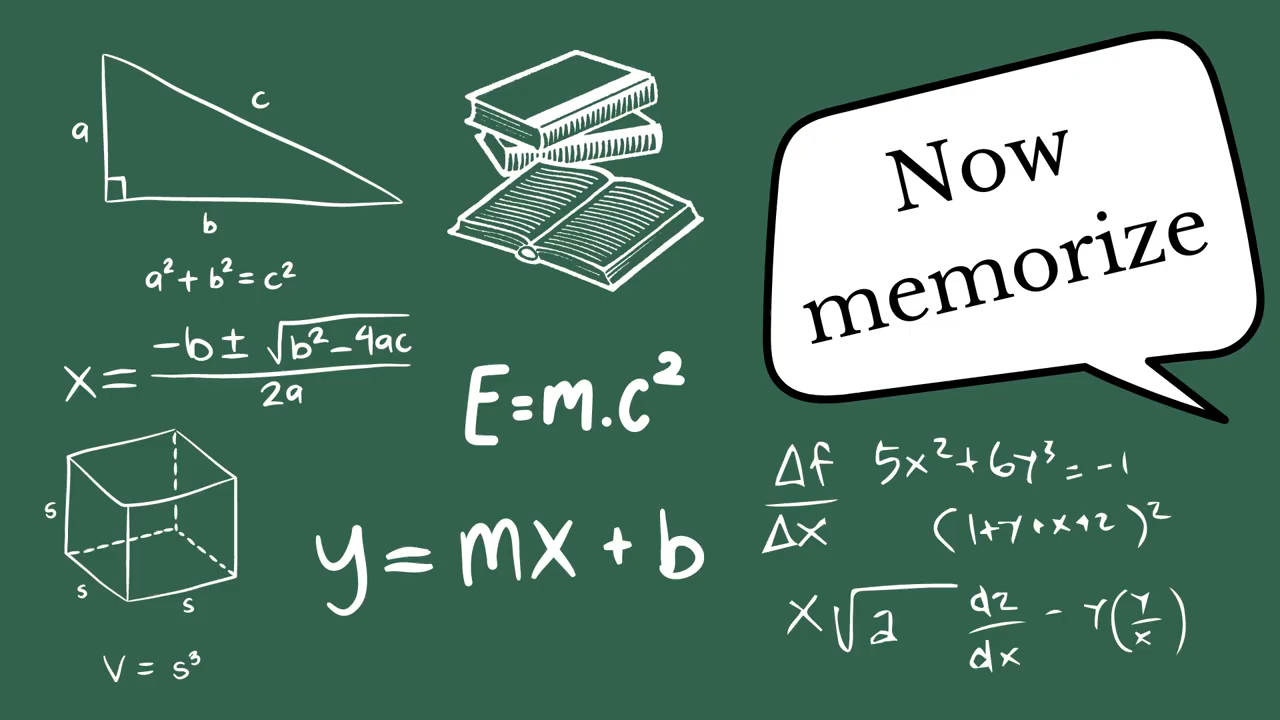 a
c
b
a² + b² = c²
x = -b ± √b² - 4ac
2a
s
s
s
V = s³
E = m.c²
y = mx + b
Now
memorize
Δf
Δx
5x² + 6y³ = -1
(1+y+x+2)²
x√2
dz
dx
- y(y/x)